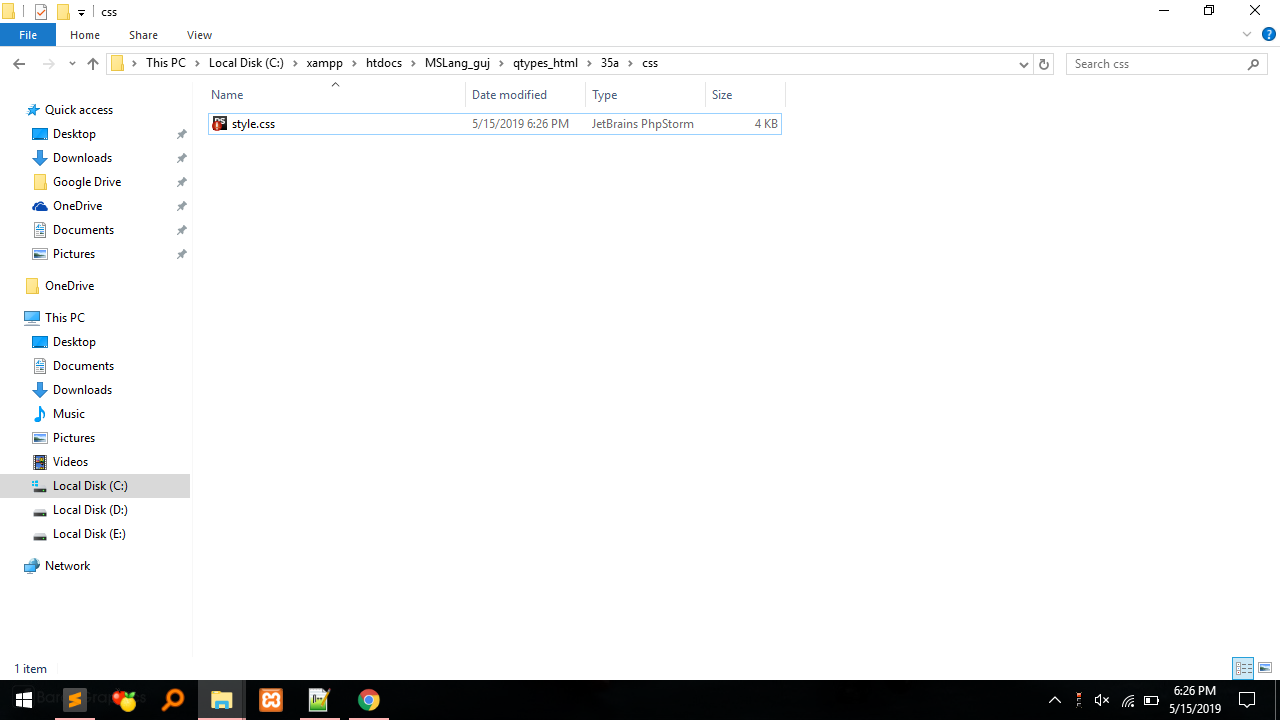 css
File Home Share View
This PC Local Disk (C:) xampp htdocs MSLang_guj qtypes_html 35a css
Search css
Name Date modified Type Size
style.css 5/15/2019 6:26 PM JetBrains PhpStorm 4 KB
Quick access
Desktop
Downloads
Google Drive
OneDrive
Documents
Pictures
OneDrive
This PC
Desktop
Documents
Downloads
Music
Pictures
Videos
Local Disk (C:)
Local Disk (D:)
Local Disk (E:)
Network
1 item
6:26 PM
5/15/2019